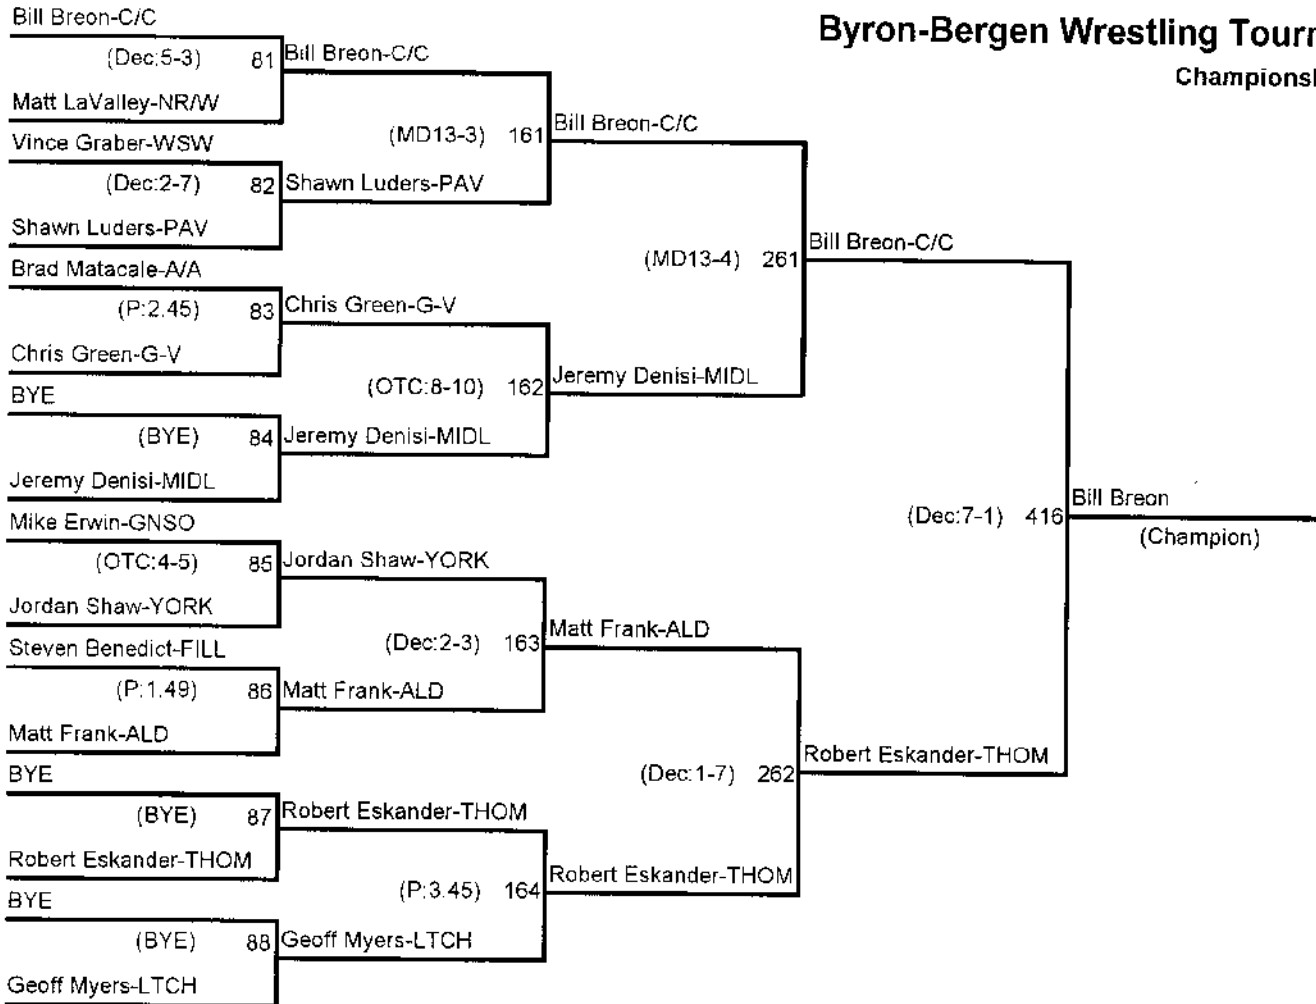 Byron-Bergen Wrestling Tourn
Championsh
Bill Breon-C/C
(Dec:5-3) 81
Matt LaValley-NR/W
Vince Graber-WSW
(Dec:2-7) 82
Shawn Luders-PAV
Brad Matacale-A/A
(P:2.45) 83
Chris Green-G-V
BYE
(BYE) 84
Jeremy Denisi-MIDL
Mike Erwin-GNSO
(OTC:4-5) 85
Jordan Shaw-YORK
Steven Benedict-FILL
(P:1.49) 86
Matt Frank-ALD
BYE
(BYE) 87
Robert Eskander-THOM
BYE
(BYE) 88
Geoff Myers-LTCH
Bill Breon-C/C
(MD13-3) 161
Shawn Luders-PAV
Chris Green-G-V
(OTC:8-10) 162
Jeremy Denisi-MIDL
Jordan Shaw-YORK
(Dec:2-3) 163
Matt Frank-ALD
Robert Eskander-THOM
(P:3.45) 164
Geoff Myers-LTCH
Bill Breon-C/C
(MD13-4) 261
Jeremy Denisi-MIDL
Matt Frank-ALD
(Dec:1-7) 262
Robert Eskander-THOM
Bill Breon-C/C
(Dec:7-1) 416
Robert Eskander-THOM
Bill Breon
(Champion)